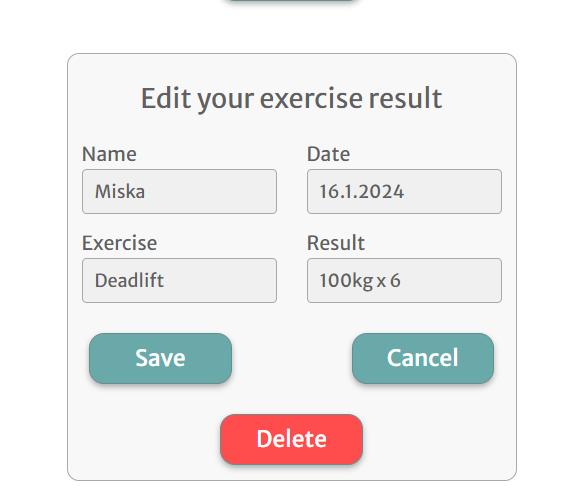 Edit your exercise result
Name Date
Miska 16.1.2024
Exercise Result
Deadlift 100kg x 6
Save Cancel
Delete